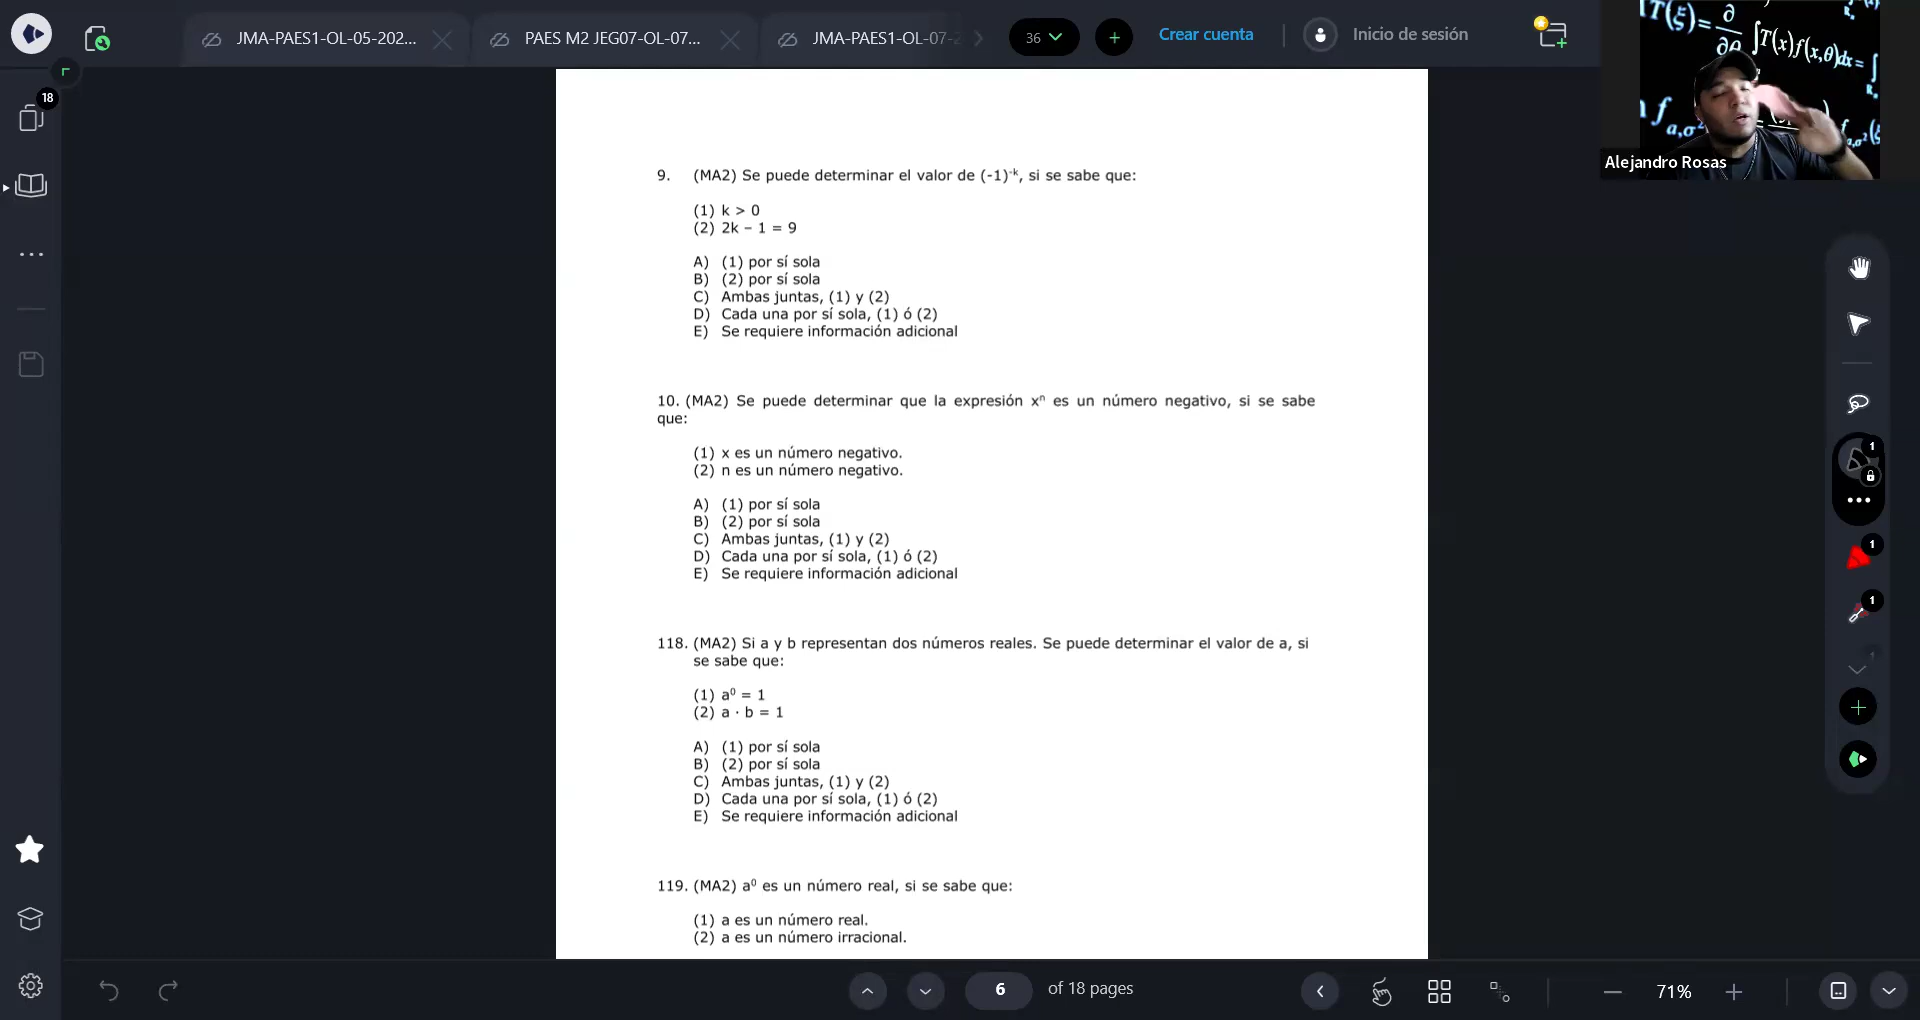 JMA-PAES1-OL-05-202...
PAES M2 JEG07-OL-07...
JMA-PAES1-OL-07-2
36
Crear cuenta
Inicio de sesión
Alejandro Rosas
18
9. (MA2) Se puede determinar el valor de (-1)⁻ᵏ, si se sabe que:
(1) k > 0
(2) 2k – 1 = 9
A) (1) por sí sola
B) (2) por sí sola
C) Ambas juntas, (1) y (2)
D) Cada una por sí sola, (1) ó (2)
E) Se requiere información adicional
10. (MA2) Se puede determinar que la expresión xⁿ es un número negativo, si se sabe
que:
(1) x es un número negativo.
(2) n es un número negativo.
A) (1) por sí sola
B) (2) por sí sola
C) Ambas juntas, (1) y (2)
D) Cada una por sí sola, (1) ó (2)
E) Se requiere información adicional
118. (MA2) Si a y b representan dos números reales. Se puede determinar el valor de a, si
se sabe que:
(1) a⁰ = 1
(2) a · b = 1
A) (1) por sí sola
B) (2) por sí sola
C) Ambas juntas, (1) y (2)
D) Cada una por sí sola, (1) ó (2)
E) Se requiere información adicional
119. (MA2) a⁰ es un número real, si se sabe que:
(1) a es un número real.
(2) a es un número irracional.
1
1
1
6 of 18 pages
71%